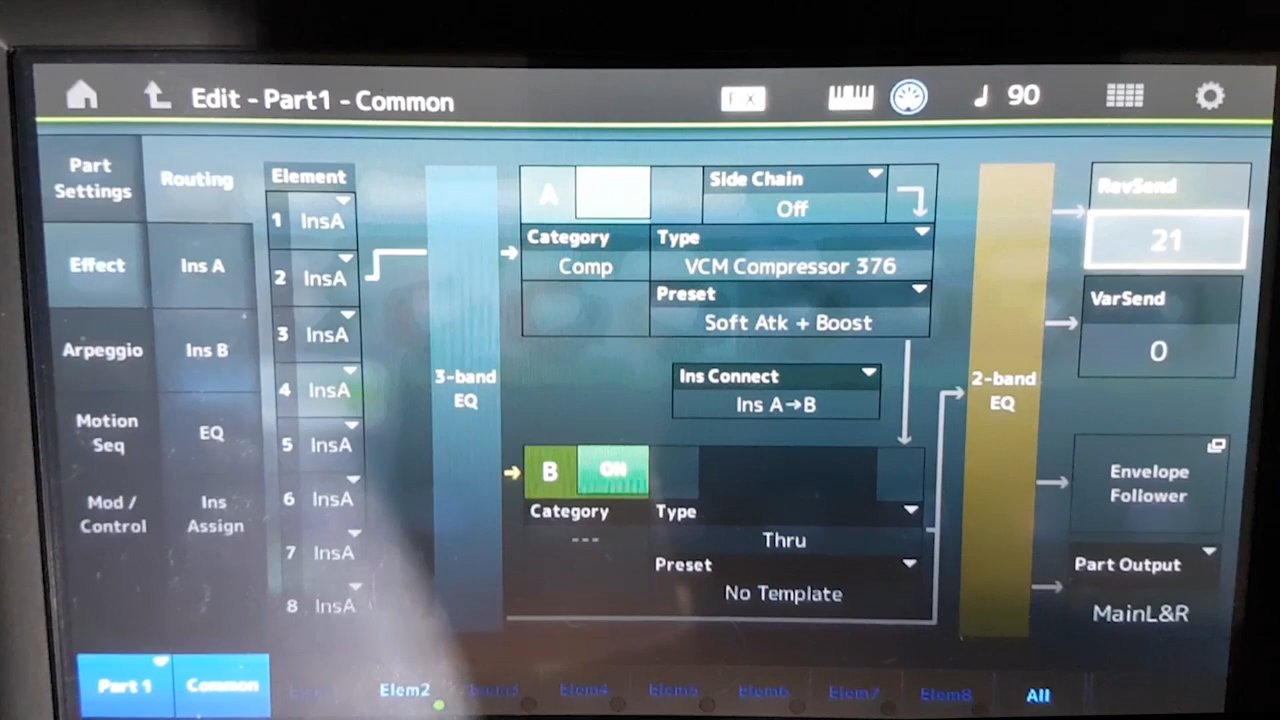 Edit - Part1 - Common
FX
90
Part
Settings
Effect
Arpeggio
Motion
Seq
Mod /
Control
Routing
Ins A
Ins B
EQ
Ins
Assign
Element
1 InsA
2 InsA
3 InsA
4 InsA
5 InsA
6 InsA
7 InsA
8 InsA
3-band
EQ
A
Side Chain
Off
Category
Comp
Type
VCM Compressor 376
Preset
Soft Atk + Boost
Ins Connect
Ins A→B
B ON
Category
---
Type
Thru
Preset
No Template
2-band
EQ
RevSend
21
VarSend
0
Envelope
Follower
Part Output
MainL&R
Part 1
Common
Elem2
Elem3
Elem4
Elem5
Elem6
Elem7
Elem8
All